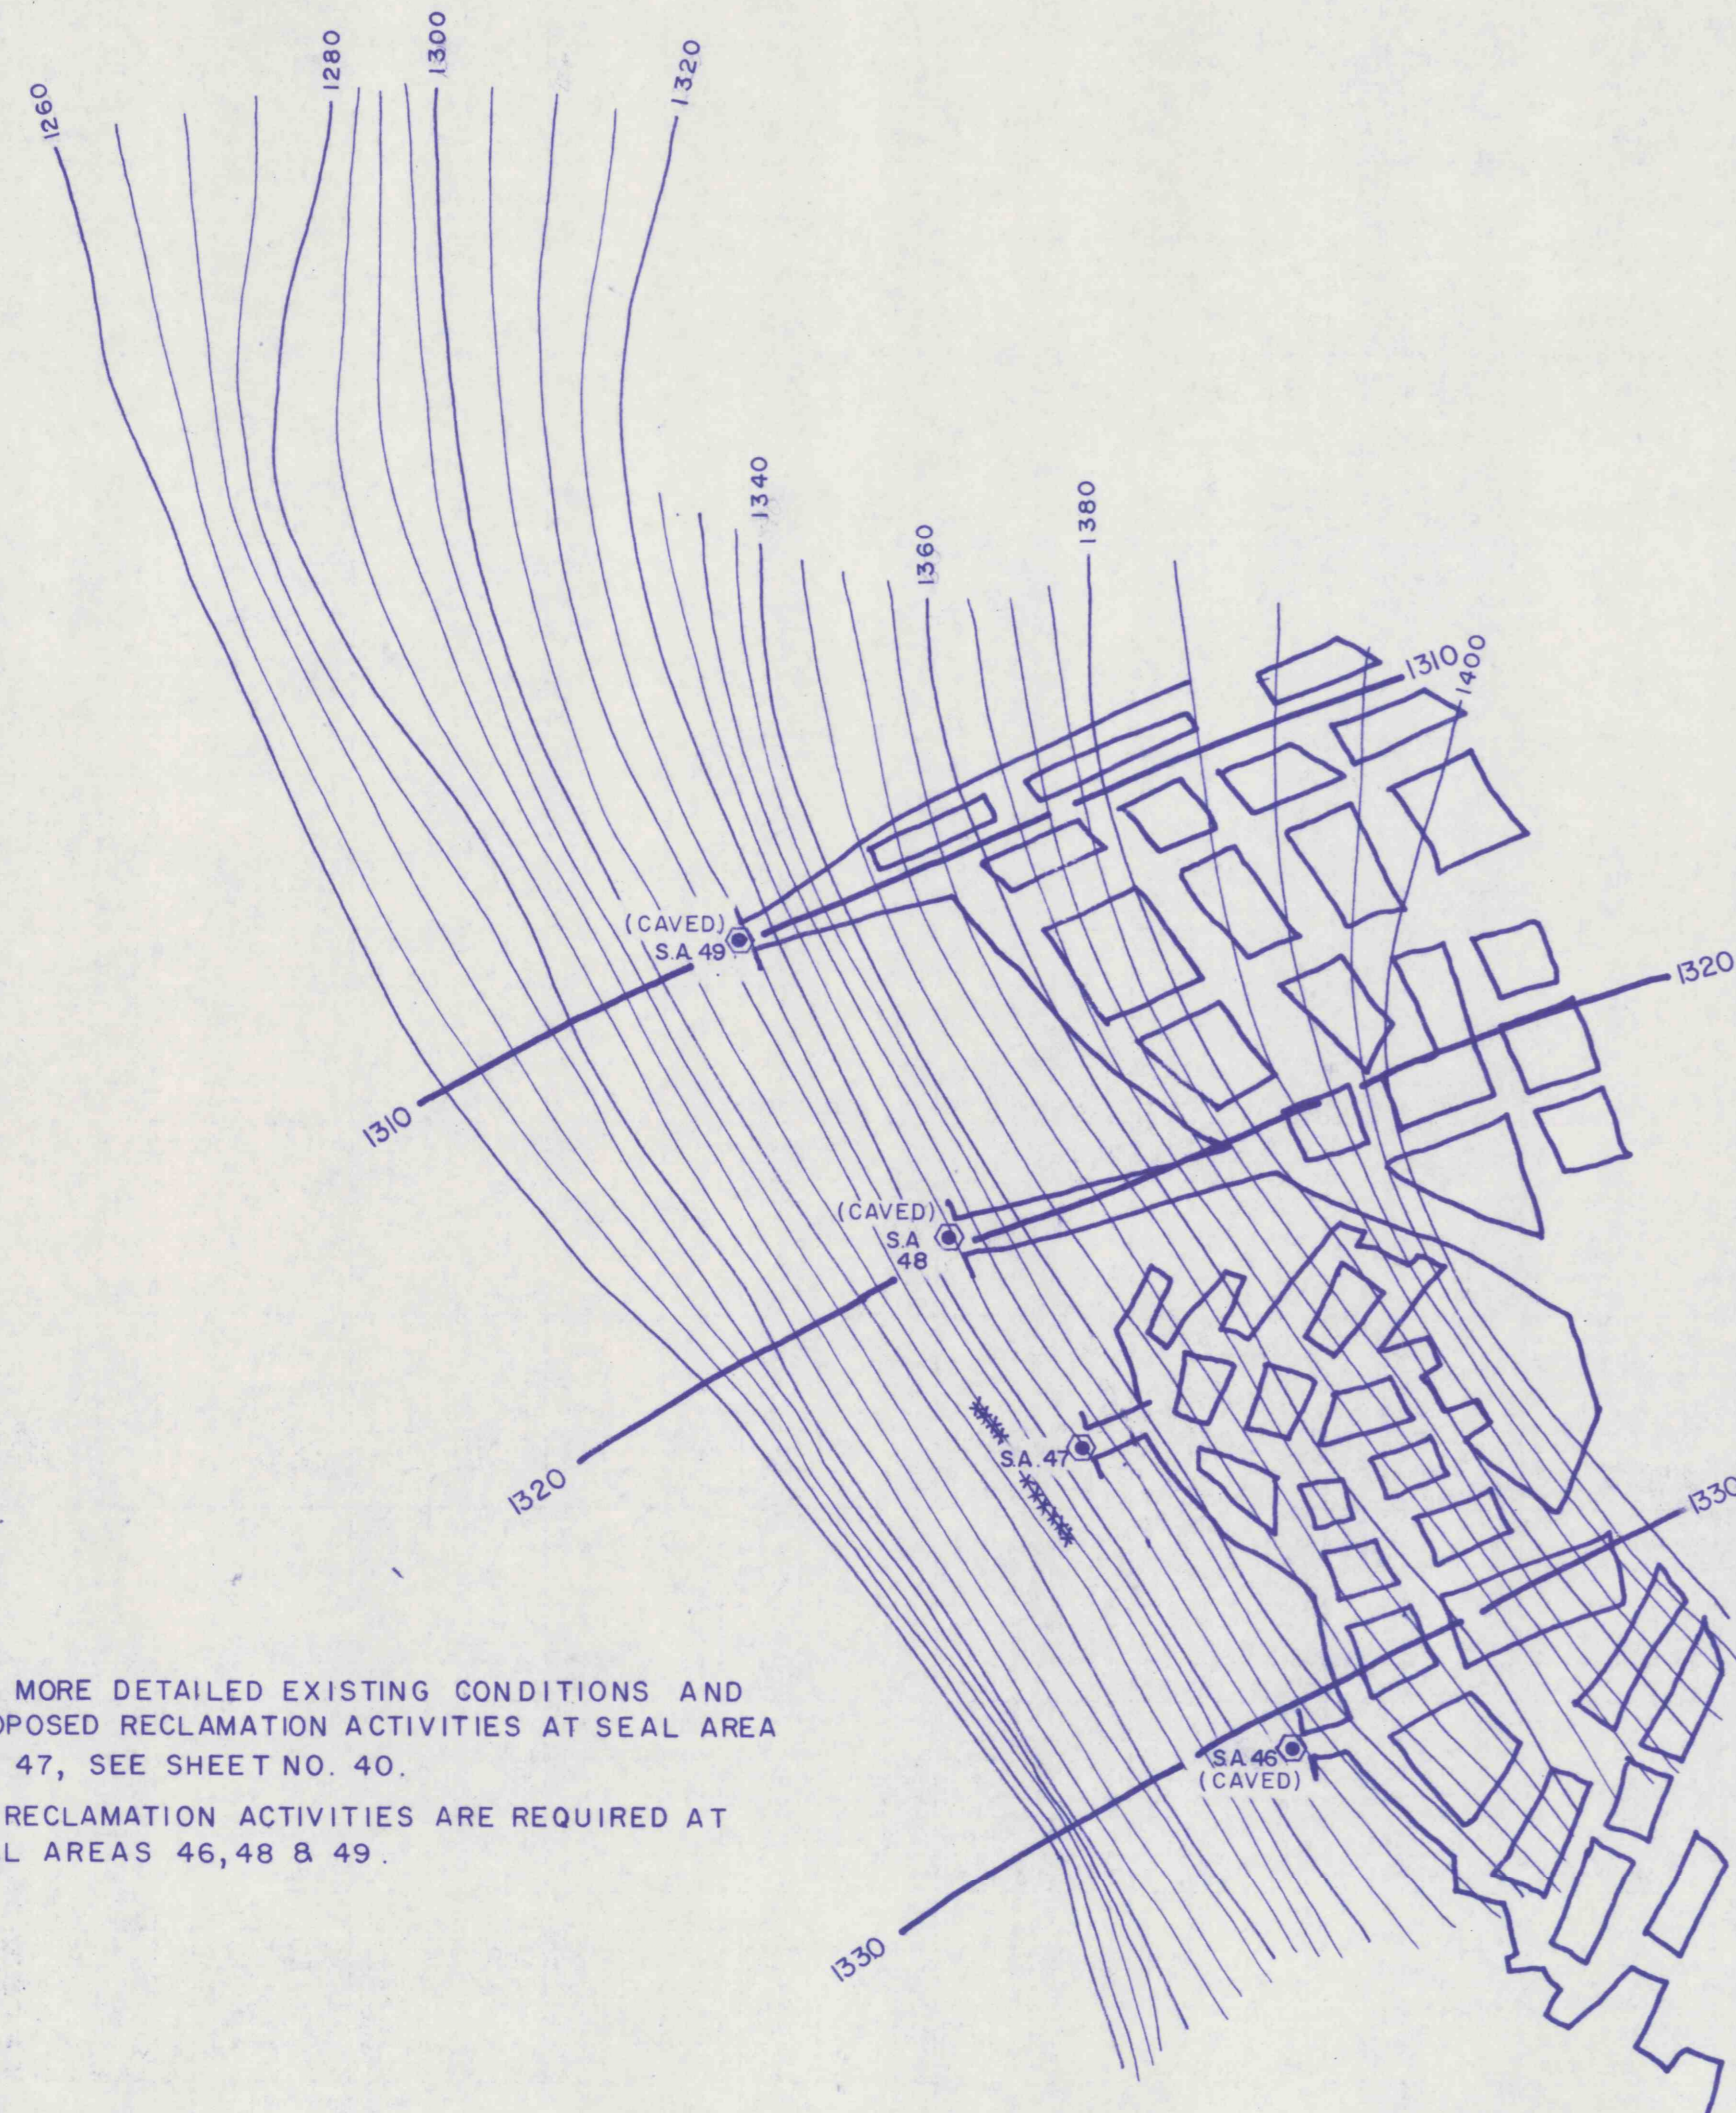 1260
1280
1300
1320
1340
1360
1380
1400
1310
(CAVED)
S.A. 49
1320
1310
(CAVED)
S.A
48
1320
S.A. 47
1330
S.A. 46
(CAVED)
1330
MORE DETAILED EXISTING CONDITIONS AND
OPOSED RECLAMATION ACTIVITIES AT SEAL AREA
47, SEE SHEET NO. 40.
RECLAMATION ACTIVITIES ARE REQUIRED AT
L AREAS 46, 48 & 49.